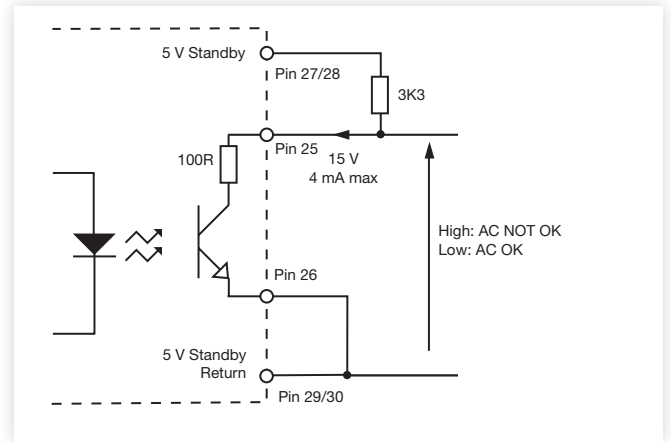 5 V Standby
Pin 27/28
3K3
Pin 25
100R
15 V
4 mA max
High: AC NOT OK
Low: AC OK
Pin 26
5 V Standby
Return
Pin 29/30